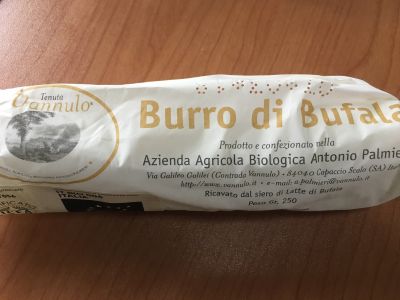 Tenuta
Vannulo
Burro di Bufala
Prodotto e confezionato nella
Azienda Agricola Biologica Antonio Palmie
Via Galileo Galilei (Contrada Vannulo) - 84040 Capaccio Scalo (SA) Ita
http://www.vannulo.it • e-mail: a.palmieri@vannulo.it
Ricavato dal siero di Latte di Bufala
Peso Gr. 250
ITALIANA